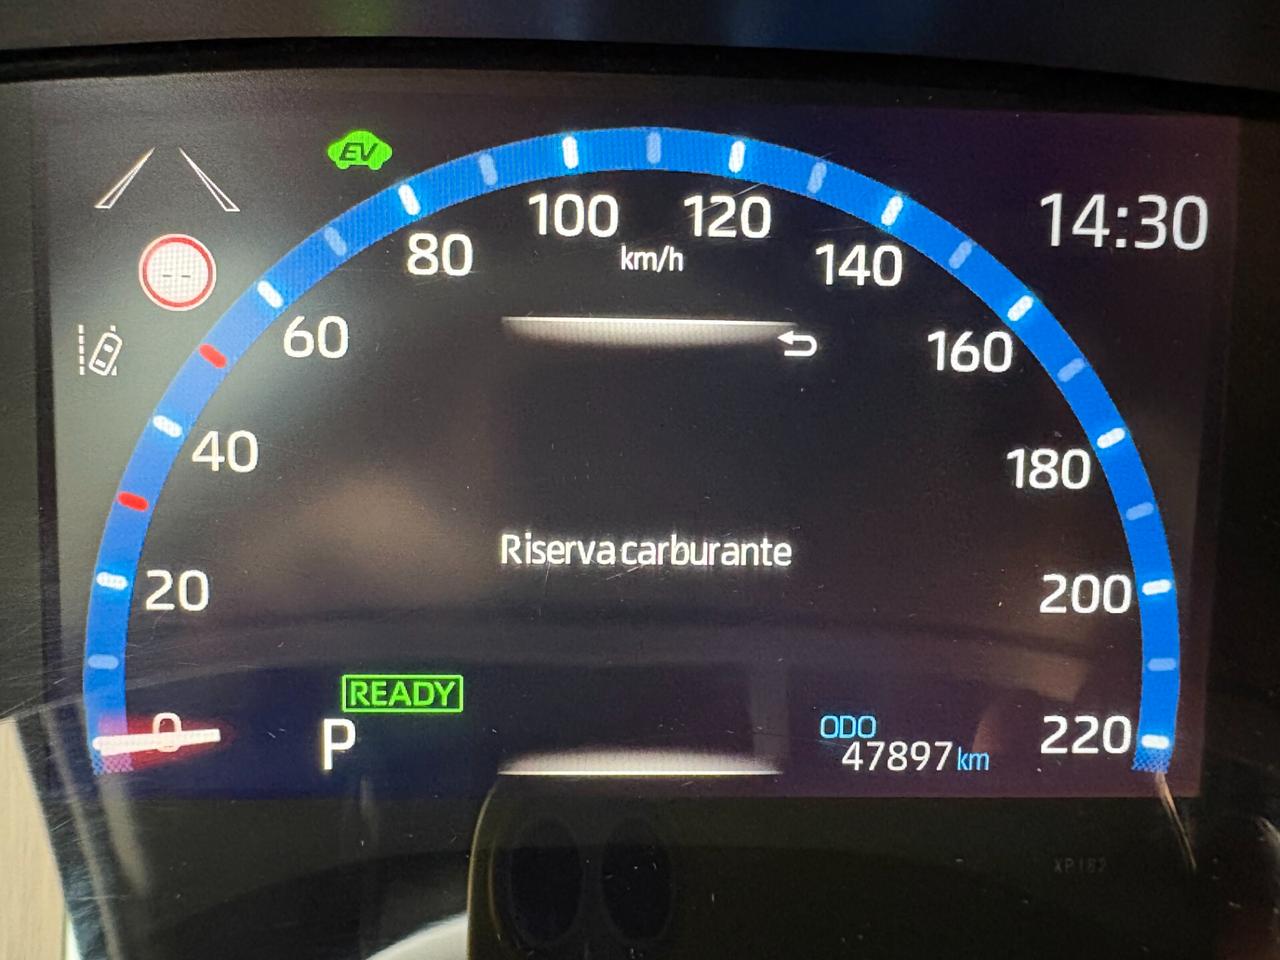 EV
14:30
100 120
80 km/h 140
60 160
40 180
Riserva carburante
20 200
READY
0 P ODO 220
47897 km
XP182